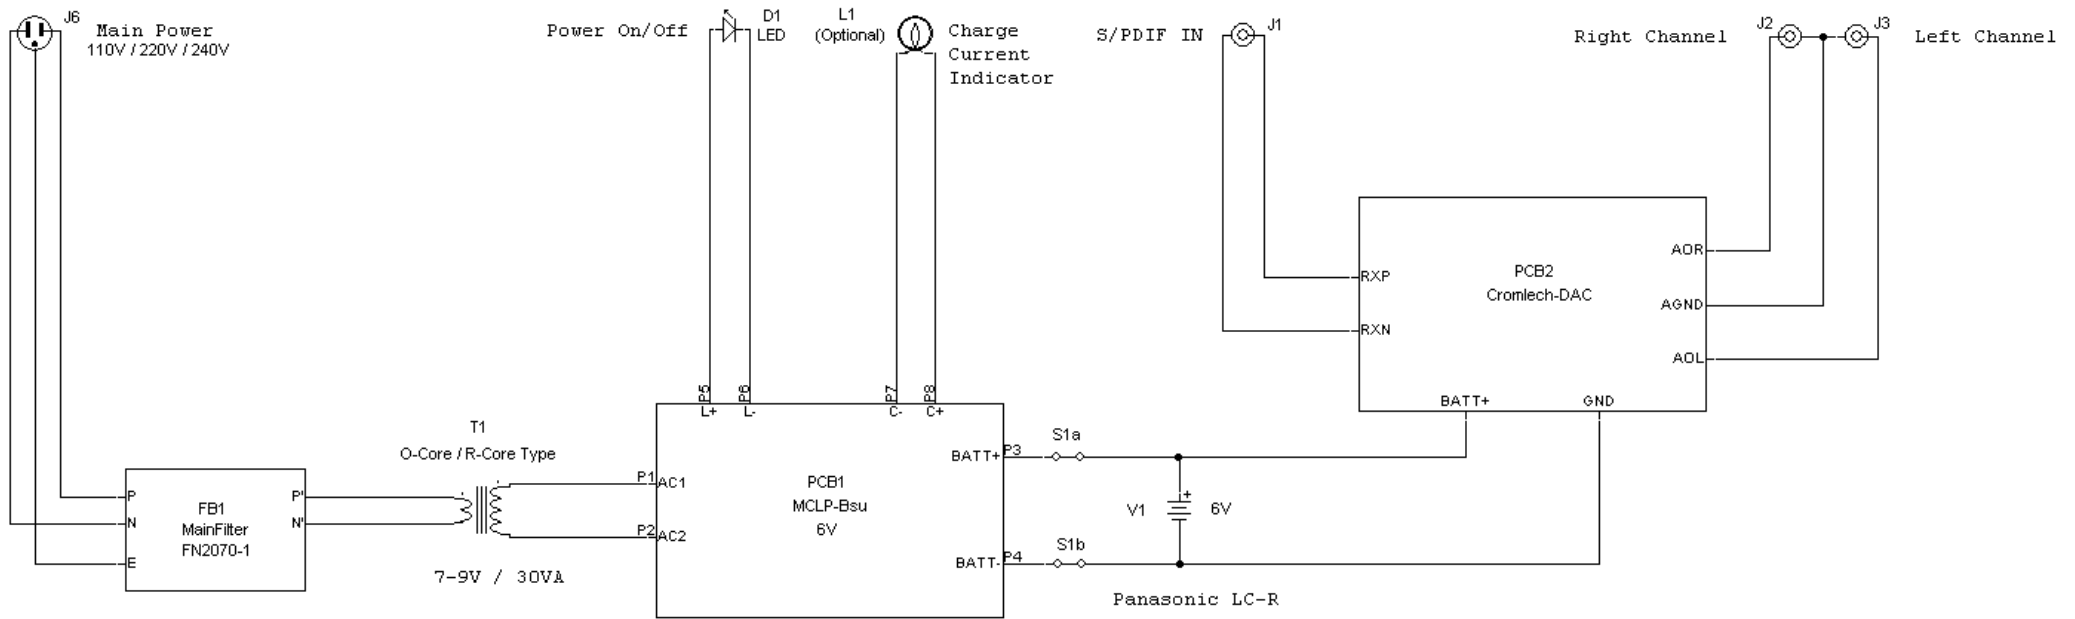 J6
Main Power
110V / 220V / 240V
Power On/Off
D1
LED
L1
(Optional)
Charge
Current
Indicator
S/PDIF IN
J1
Right Channel
J2
J3
Left Channel
PCB2
Cromlech-DAC
RXP
RXN
AOR
AGND
AOL
BATT+
GND
P5
L+
P6
L-
P7
C-
P8
C+
T1
O-Core / R-Core Type
7-9V / 30VA
FB1
MainFilter
FN2070-1
P
N
E
P'
N'
P1
AC1
P2
AC2
PCB1
MCLP-Bsu
6V
BATT+
P3
BATT-
P4
S1a
S1b
V1
+
6V
Panasonic LC-R